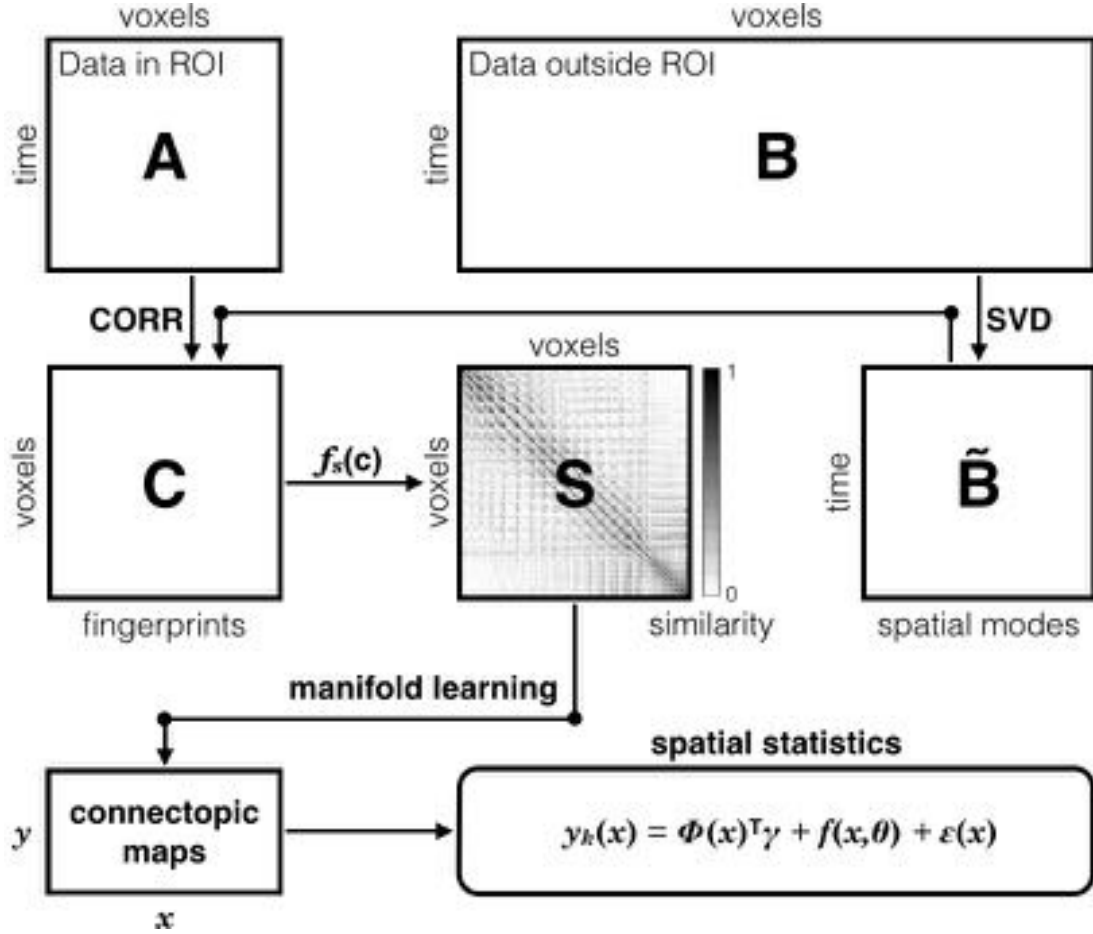 voxels
voxels
Data in ROI
Data outside ROI
time
A
time
B
CORR
SVD
voxels
1
voxels
C
fₛ(c)
voxels
S
time
B̃
0
fingerprints
similarity
spatial modes
manifold learning
spatial statistics
y
connectopic
maps
yₖ(x) = Φ(x)ᵀγ + f(x,θ) + ε(x)
x